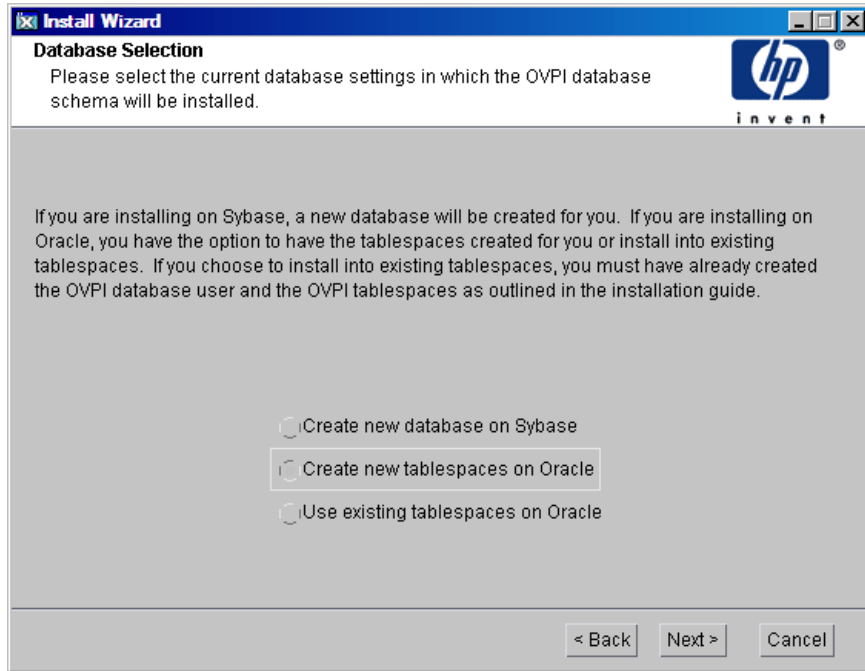 Install Wizard
Database Selection
Please select the current database settings in which the OVPI database
schema will be installed.
hp
®
invent
If you are installing on Sybase, a new database will be created for you. If you are installing on
Oracle, you have the option to have the tablespaces created for you or install into existing
tablespaces. If you choose to install into existing tablespaces, you must have already created
the OVPI database user and the OVPI tablespaces as outlined in the installation guide.
Create new database on Sybase
Create new tablespaces on Oracle
Use existing tablespaces on Oracle
< Back Next > Cancel